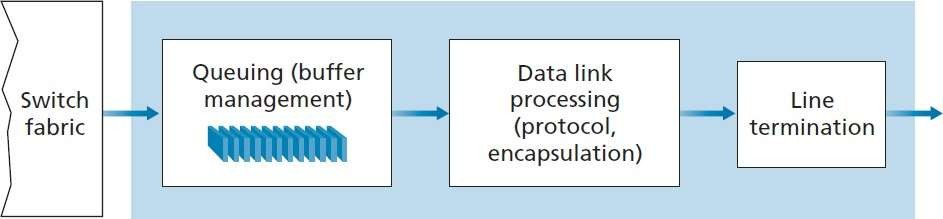 Switch
fabric
Queuing (buffer
management)
Data link
processing
(protocol,
encapsulation)
Line
termination